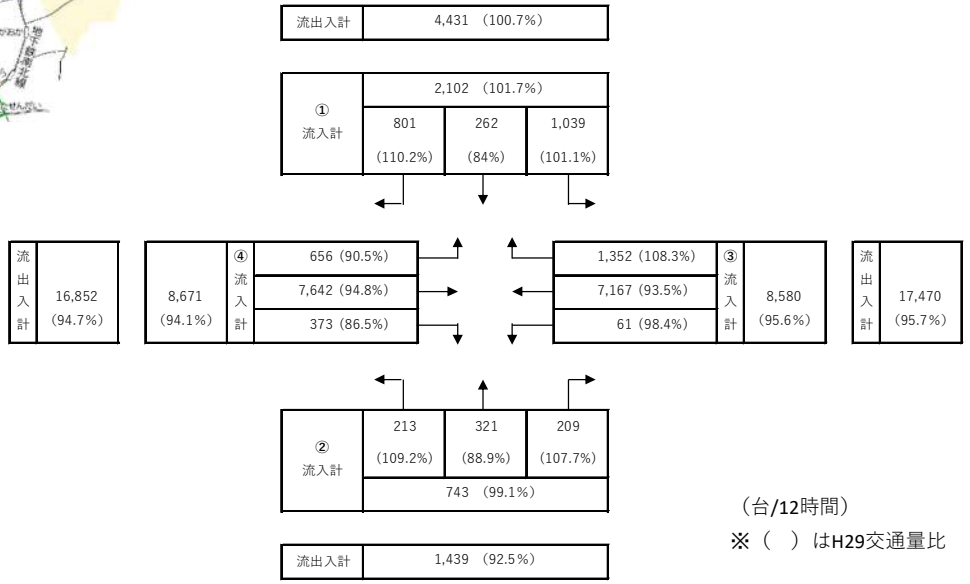 流出入計 4,431 (100.7%)
① 流入計
2,102 (101.7%)
801 262 1,039
(110.2%) (84%) (101.1%)
流出入計
16,852
(94.7%)
8,671
(94.1%)
④ 流入計
656 (90.5%)
7,642 (94.8%)
373 (86.5%)
1,352 (108.3%)
7,167 (93.5%)
61 (98.4%)
③ 流入計
8,580
(95.6%)
流出入計
17,470
(95.7%)
② 流入計
213 321 209
(109.2%) (88.9%) (107.7%)
743 (99.1%)
流出入計 1,439 (92.5%)
(台/12時間)
※( )はH29交通量比